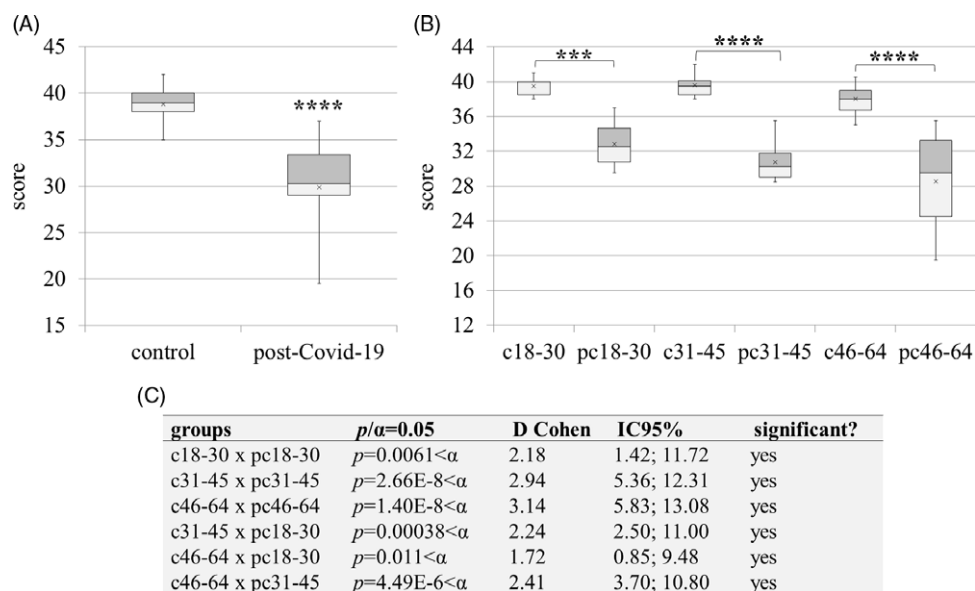 (A)
45
40
35
30
25
20
15
score
****
control post-Covid-19
(B)
44
40
36
32
28
24
20
16
12
score
*** **** ****
c18-30 pc18-30 c31-45 pc31-45 c46-64 pc46-64
(C)
groups p/α=0.05 D Cohen IC95% significant?
c18-30 x pc18-30 p=0.0061<α 2.18 1.42; 11.72 yes
c31-45 x pc31-45 p=2.66E-8<α 2.94 5.36; 12.31 yes
c46-64 x pc46-64 p=1.40E-8<α 3.14 5.83; 13.08 yes
c31-45 x pc18-30 p=0.00038<α 2.24 2.50; 11.00 yes
c46-64 x pc18-30 p=0.011<α 1.72 0.85; 9.48 yes
c46-64 x pc31-45 p=4.49E-6<α 2.41 3.70; 10.80 yes